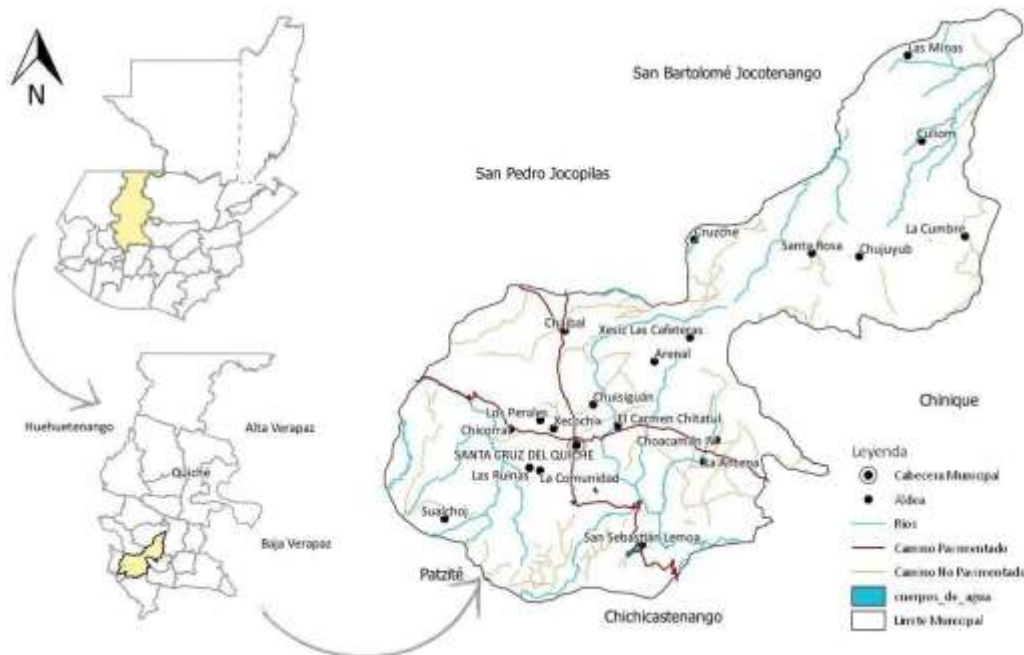 N
San Bartolomé Jocotenango
San Pedro Jocopilas
Las Minas
La Cumbre
Cruzche
Santa Rosa
Chujuyub
Chajbal
Xesic Las Cafeteras
Arenal
Chuisiguán
Los Perales
Xecachix
El Carmen Chitatul
Chicorral
Choacamán IV
SANTA CRUZ DEL QUICHE
La Antena
Las Ruinas
La Comunidad
Sualchoj
San Sebastián Lemoa
Patzité
Chichicastenango
Chinique
Huehuetenango
Alta Verapaz
Quiché
Baja Verapaz
Leyenda
Cabecera Municipal
Aldea
Rios
Camino Pavimentado
Camino No Pavimentado
cuerpos_de_agua
Limite Municipal